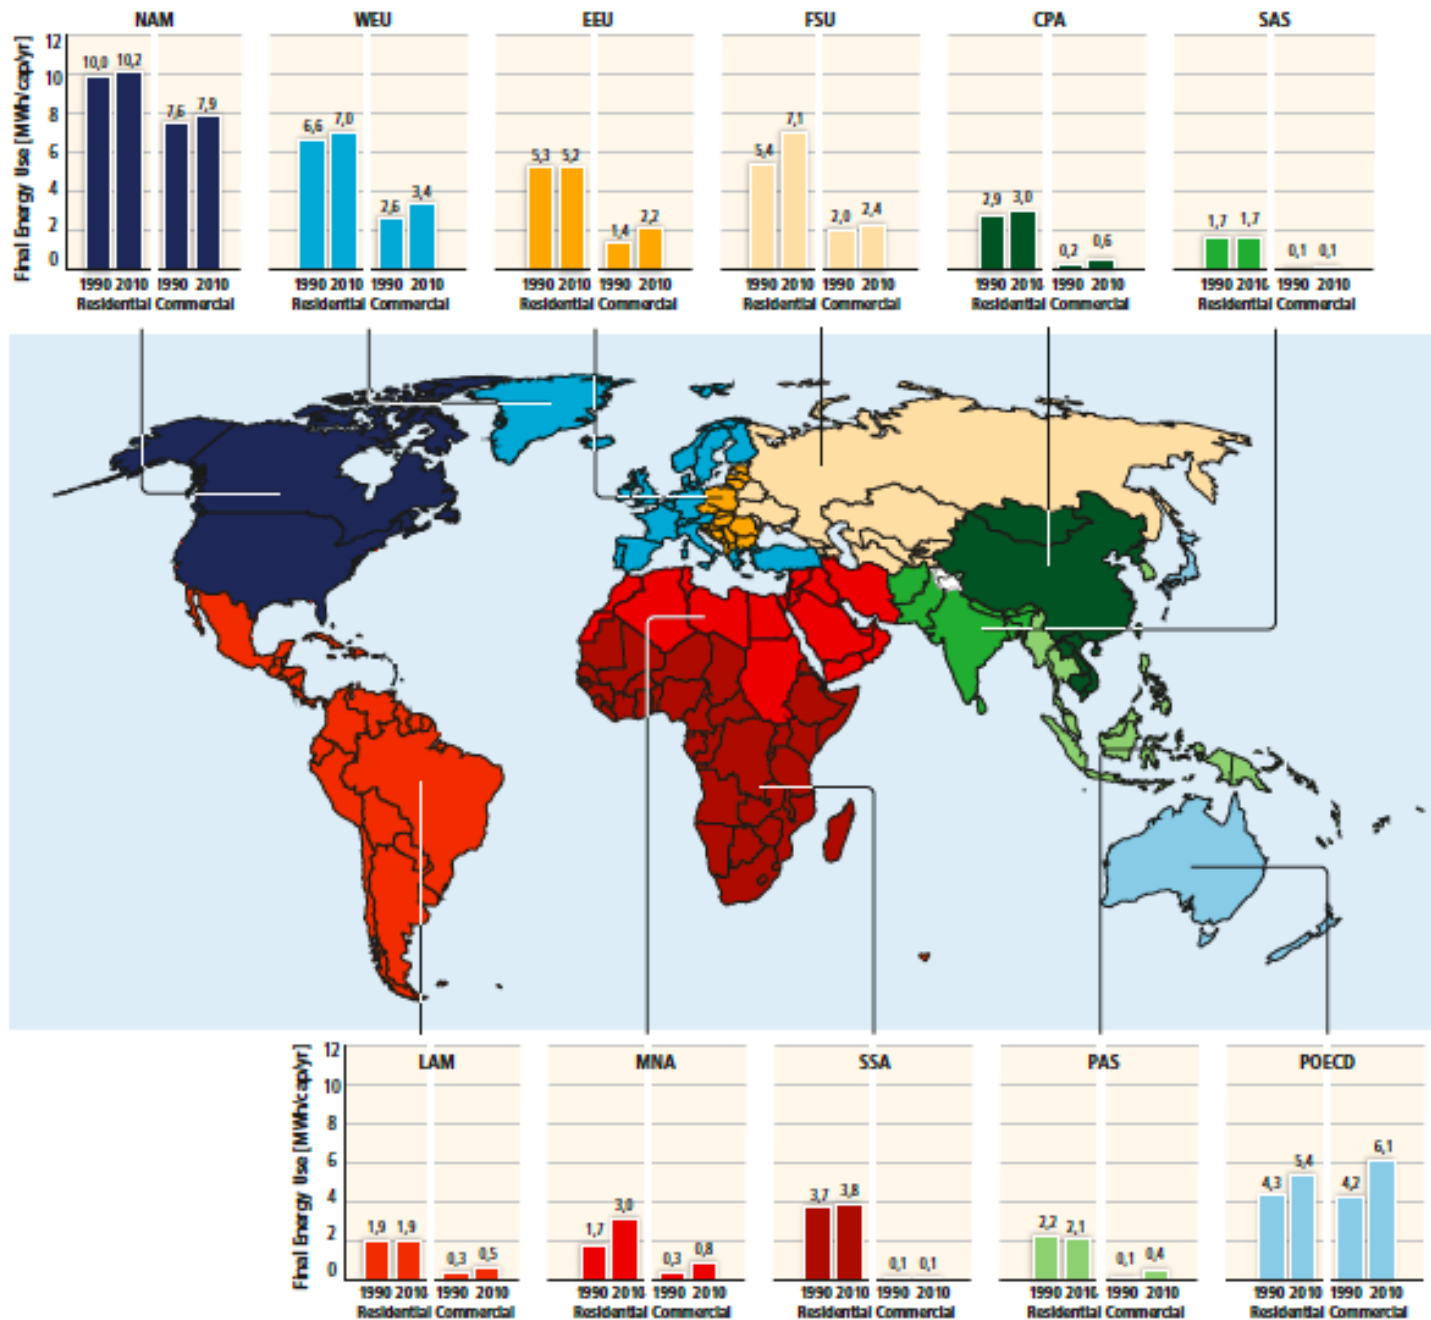 NAM WEU EEU FSU CPA SAS
Final Energy Use [MWh/cap/yr]
12
10
8
6
4
2
0
10,0 10,2 7,6 7,9
6,6 7,0 2,6 3,4
5,3 5,2 1,4 2,2
5,4 7,1 2,0 2,4
2,9 3,0 0,2 0,6
1,7 1,7 0,1 0,1
1990 2010 1990 2010 1990 2010 1990 2010 1990 2010 1990 2010 1990 2010 1990 2010 1990 2010 1990 2010 1990 2010 1990 2010
Residential Commercial Residential Commercial Residential Commercial Residential Commercial Residential Commercial Residential Commercial
LAM MNA SSA PAS POECD
Final Energy Use [MWh/cap/yr]
12
10
8
6
4
2
0
1,9 1,9 0,3 0,5
1,7 3,0 0,3 0,8
3,7 3,8 0,1 0,1
2,2 2,1 0,1 0,4
4,3 5,4 4,2 6,1
1990 2010 1990 2010 1990 2010 1990 2010 1990 2010 1990 2010 1990 2010 1990 2010 1990 2010 1990 2010
Residential Commercial Residential Commercial Residential Commercial Residential Commercial Residential Commercial